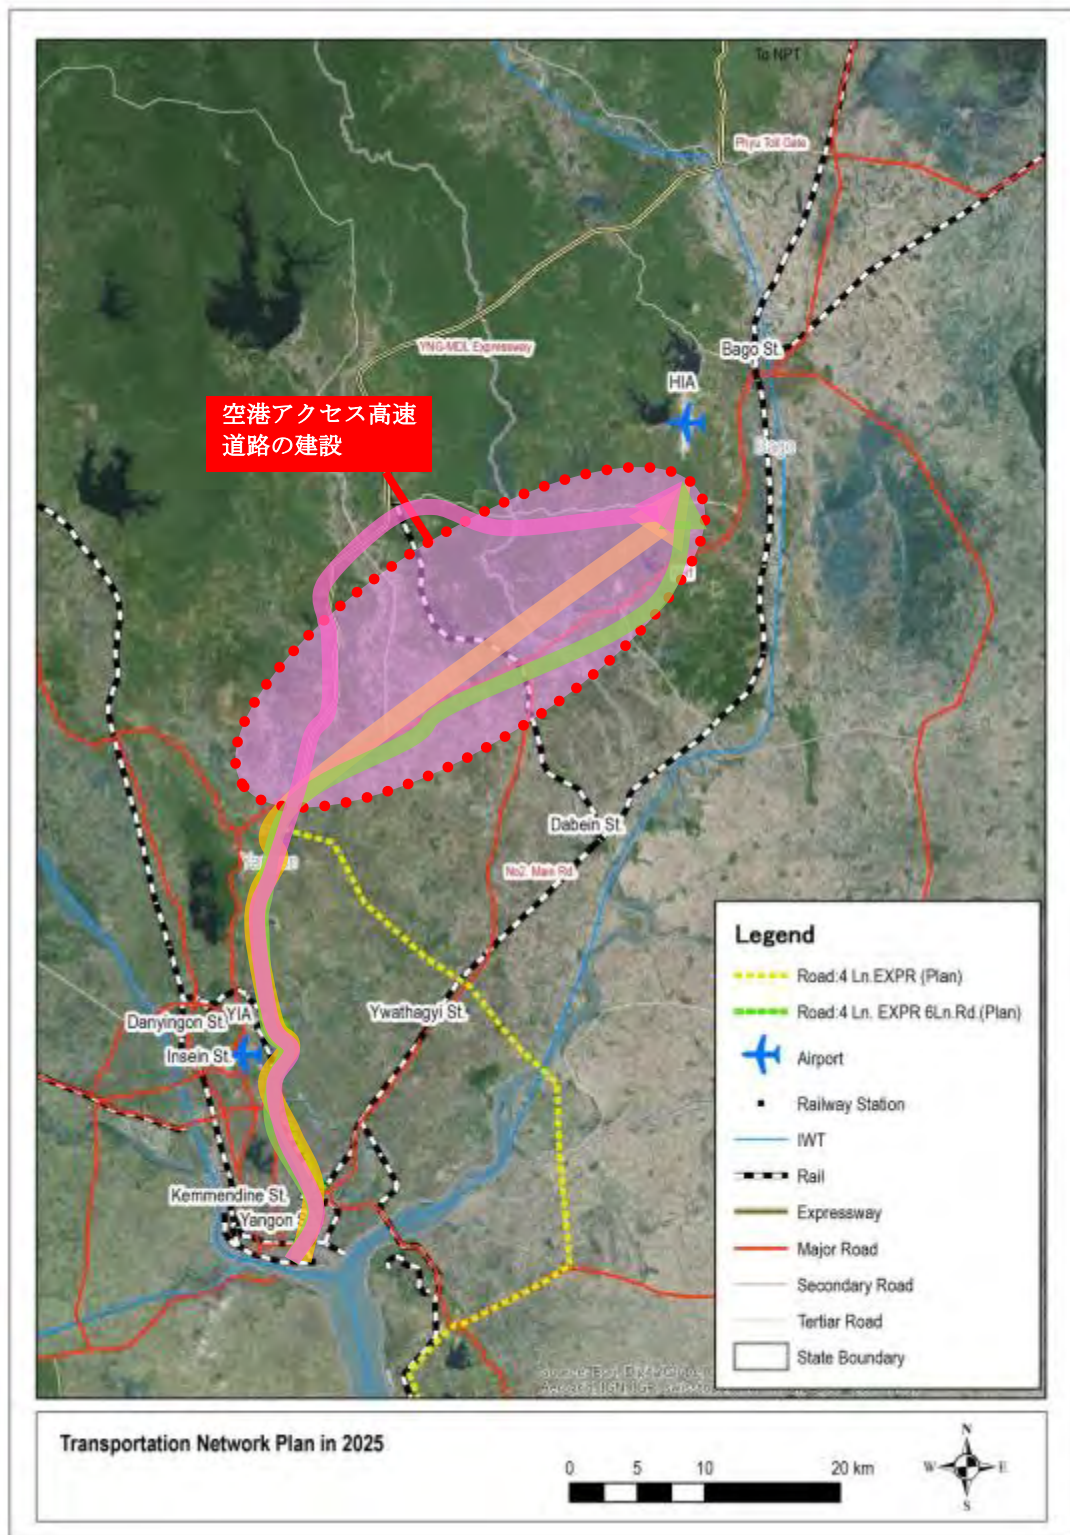 To NPT
Phyu Toll Gate
YNG-MDL Expressway
Bago St.
HIA
空港アクセス高速
道路の建設
Bago
Dabein St.
No2. Main Rd.
Ywathagyi St.
Danyingon St.
YIA
Insein St.
Kemmendine St.
Yangon
Legend
Road:4 Ln.EXPR (Plan)
Road:4 Ln. EXPR 6Ln.Rd.(Plan)
Airport
Railway Station
IWT
Rail
Expressway
Major Road
Secondary Road
Tertiar Road
State Boundary
Transportation Network Plan in 2025
0 5 10 20 km
N
W E
S